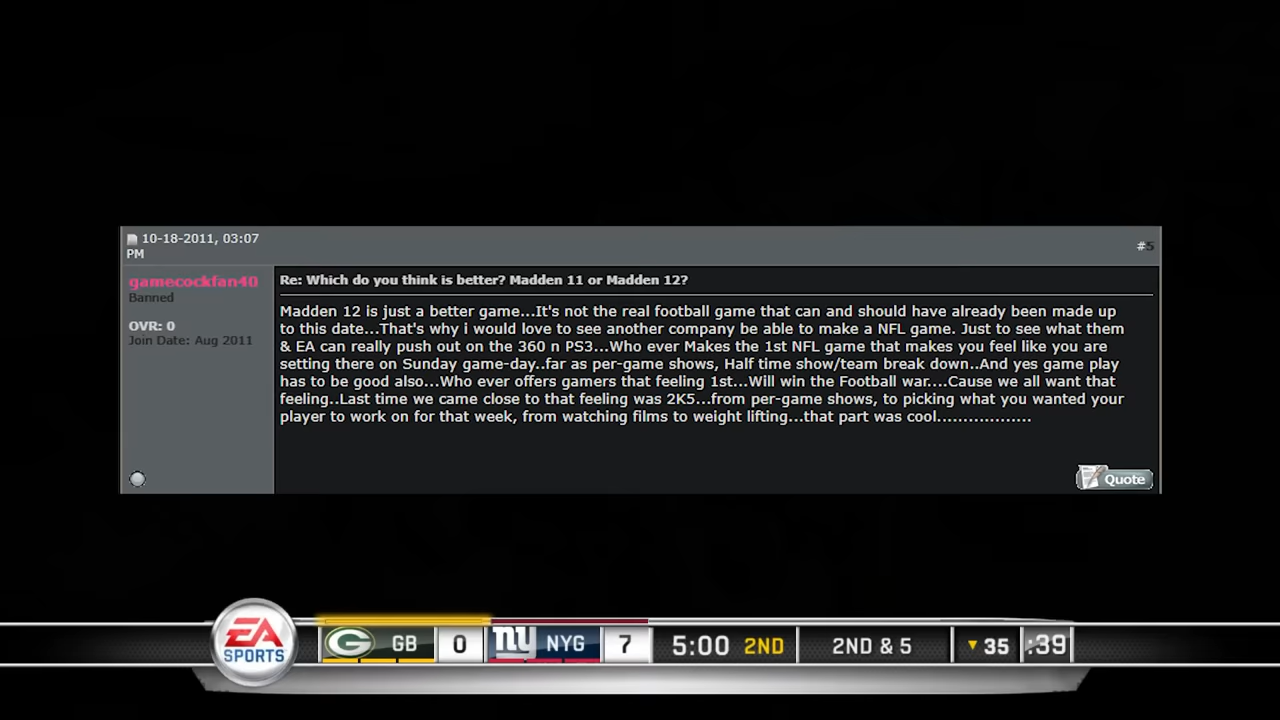 10-18-2011, 03:07
PM
#5
gamecockfan40
Banned
OVR: 0
Join Date: Aug 2011
Re: Which do you think is better? Madden 11 or Madden 12?
Madden 12 is just a better game...It's not the real football game that can and should have already been made up
to this date...That's why i would love to see another company be able to make a NFL game. Just to see what them
& EA can really push out on the 360 n PS3...Who ever Makes the 1st NFL game that makes you feel like you are
setting there on Sunday game-day..far as per-game shows, Half time show/team break down..And yes game play
has to be good also...Who ever offers gamers that feeling 1st...Will win the Football war....Cause we all want that
feeling..Last time we came close to that feeling was 2K5...from per-game shows, to picking what you wanted your
player to work on for that week, from watching films to weight lifting...that part was cool.................
Quote
EA SPORTS G GB 0 ny NYG 7 5:00 2ND 2ND & 5 35 :39